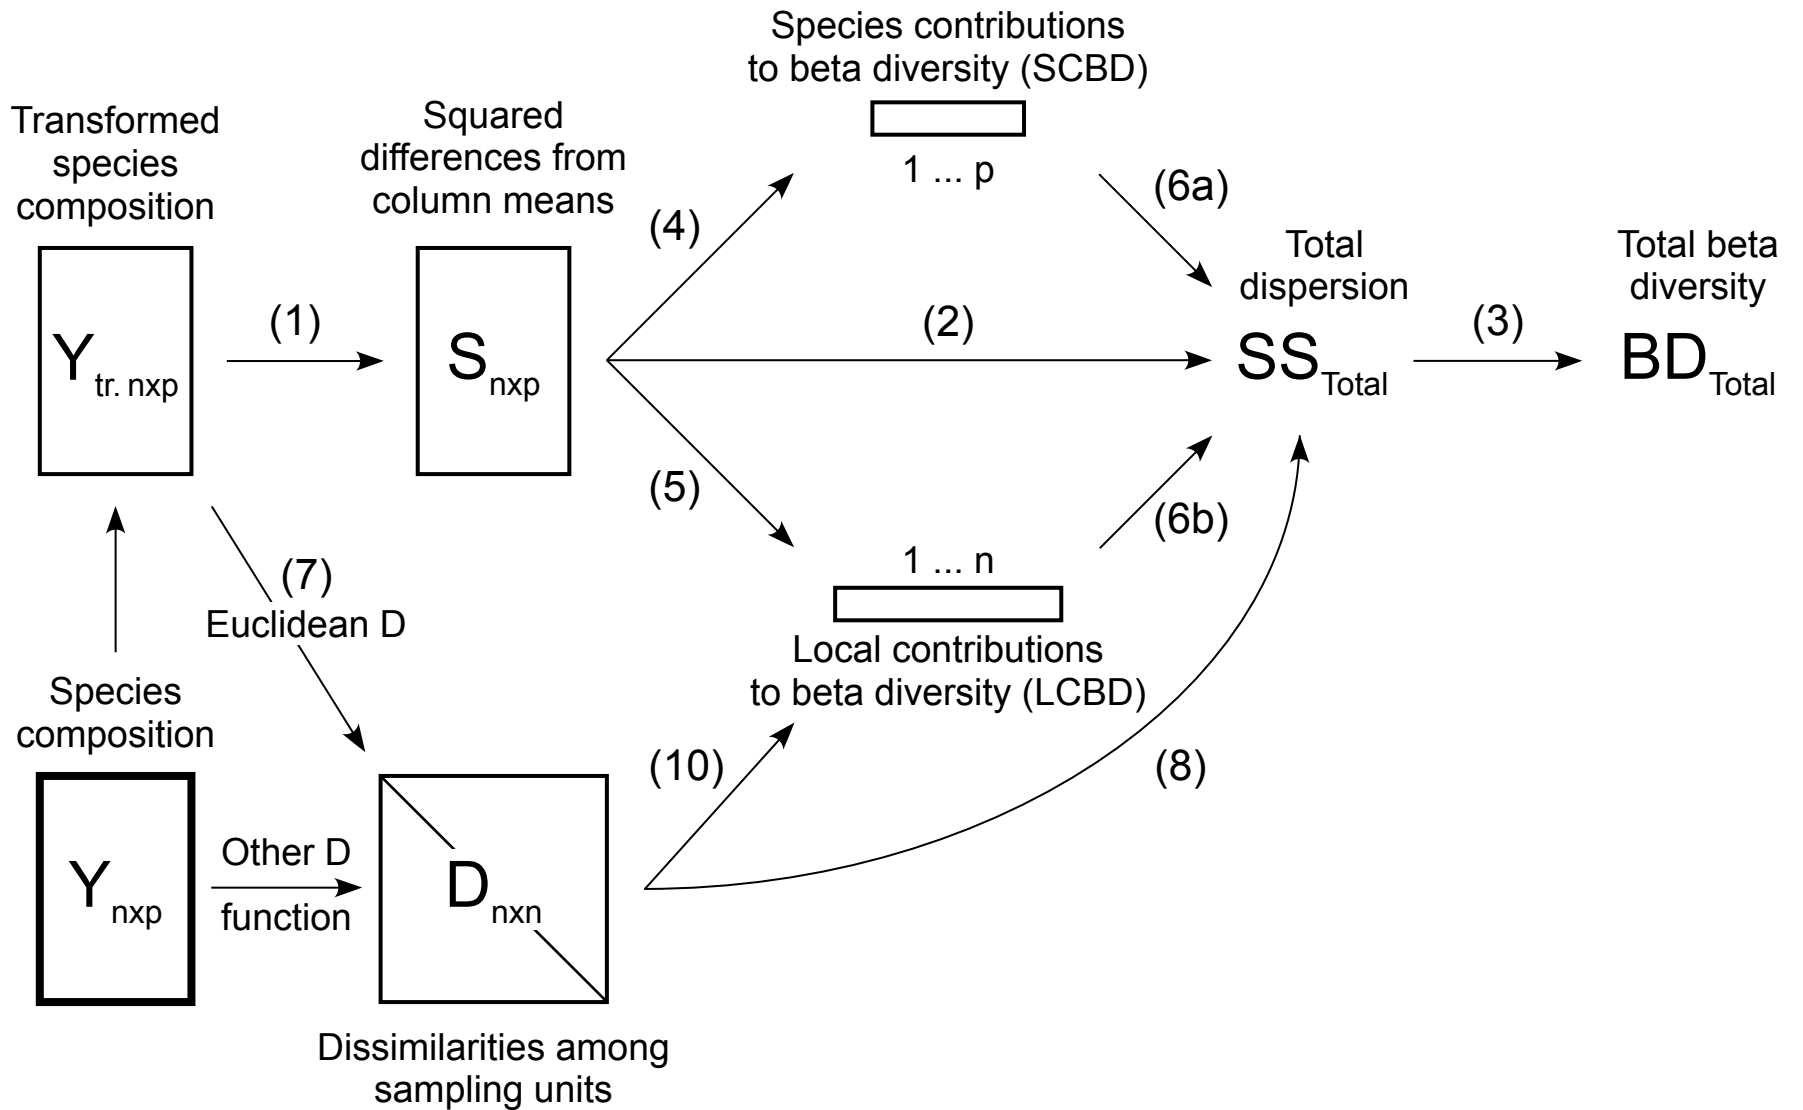 Species contributions
to beta diversity (SCBD)
1 ... p
Transformed
species
composition
Y tr. nxp
(1)
Squared
differences from
column means
S nxp
(4)
(2)
(5)
(6a)
Total
dispersion
SS Total
(3)
Total beta
diversity
BD Total
(6b)
1 ... n
Local contributions
to beta diversity (LCBD)
(7)
Euclidean D
Species
composition
Y nxp
Other D
function
D nxn
Dissimilarities among
sampling units
(10)
(8)